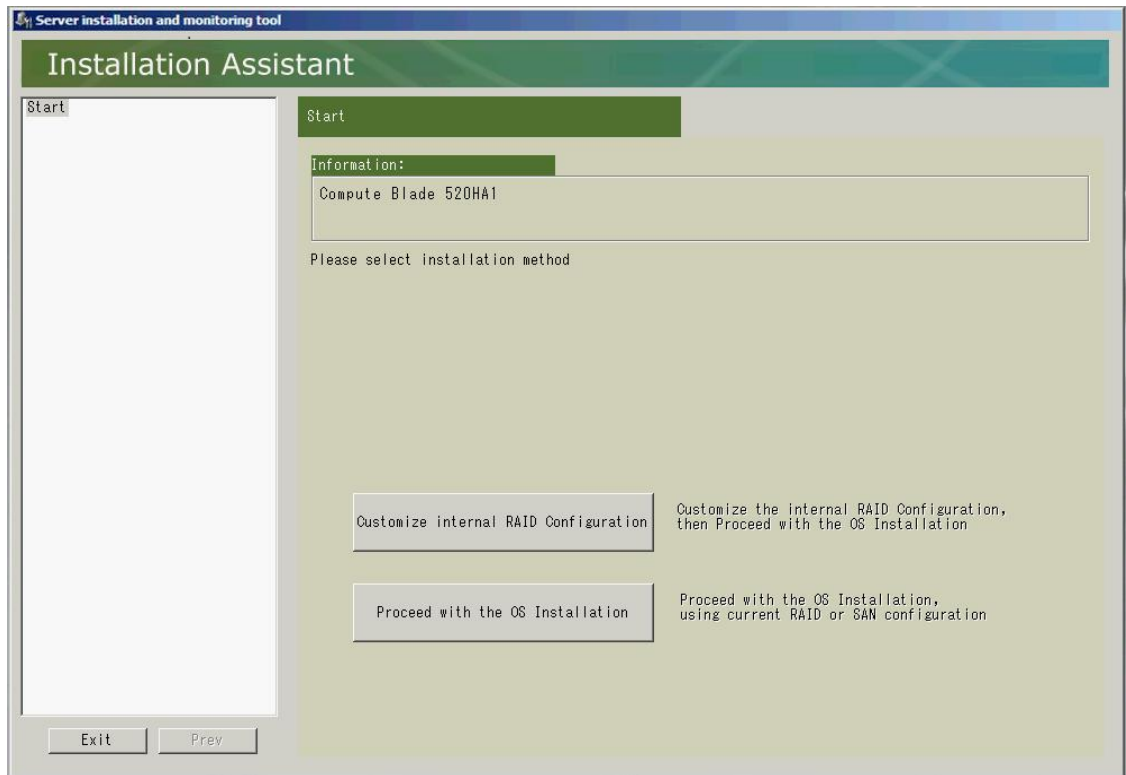 Server installation and monitoring tool
Installation Assistant
Start
Start
Information:
Compute Blade 520HA1
Please select installation method
Customize internal RAID Configuration
Customize the internal RAID Configuration,
then Proceed with the OS Installation
Proceed with the OS Installation
Proceed with the OS Installation,
using current RAID or SAN configuration
Exit
Prev